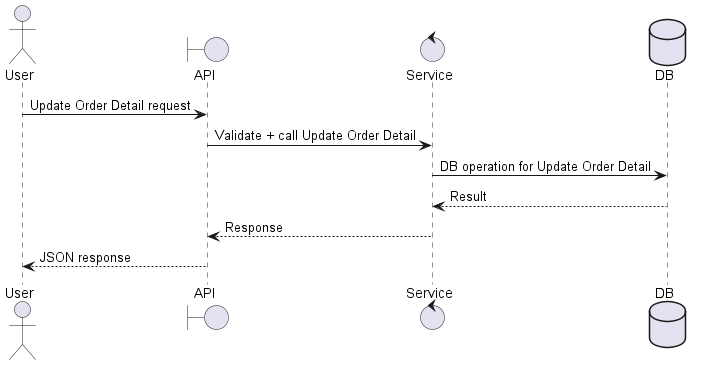 User
API
Service
DB
Update Order Detail request
Validate + call Update Order Detail
DB operation for Update Order Detail
Result
Response
JSON response
User
API
Service
DB